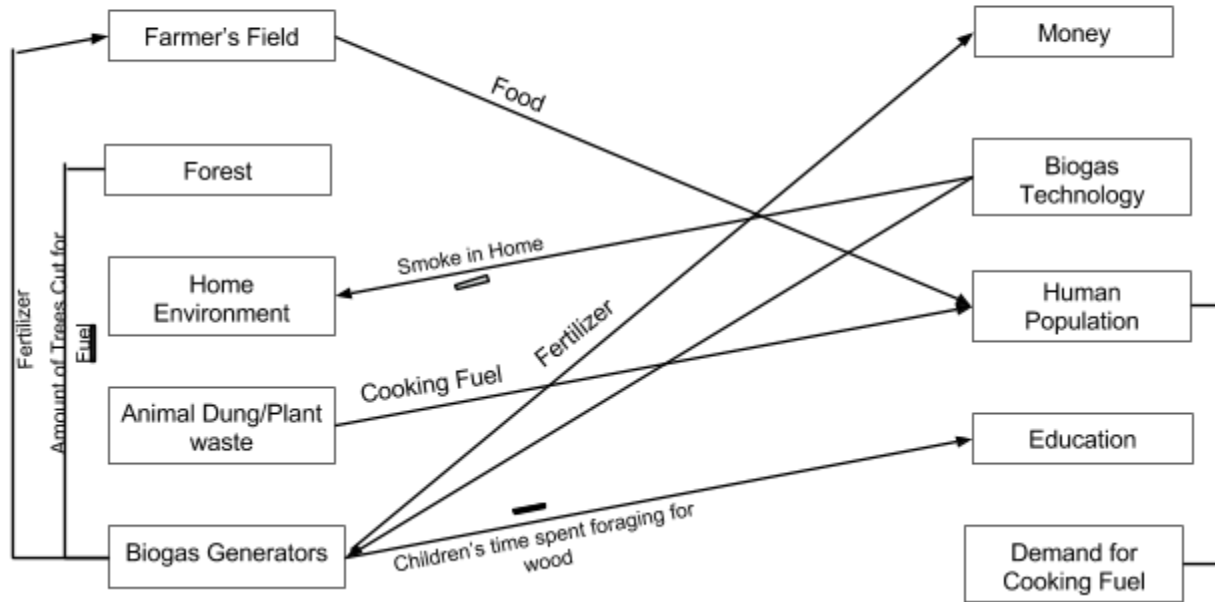 Farmer's Field
Money
Food
Forest
Biogas
Technology
Smoke in Home
Home
Environment
Human
Population
Fertilizer
Fertilizer
Amount of Trees Cut for
Fuel
Cooking Fuel
Animal Dung/Plant
waste
Education
Biogas Generators
Children's time spent foraging for
wood
Demand for
Cooking Fuel